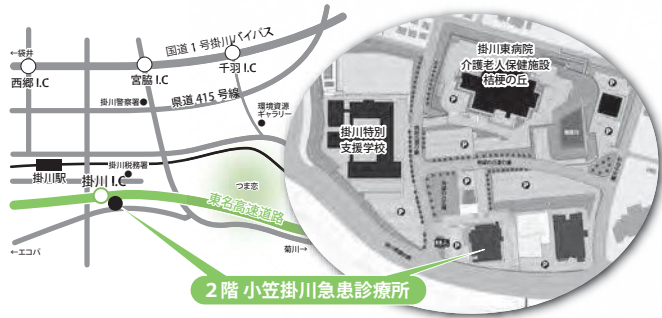 ←袋井
国道1号掛川バイパス
西郷 I.C
宮脇 I.C
千羽 I.C
掛川警察署
県道 415号線
環境資源
ギャラリー
掛川駅
掛川税務署
掛川 I.C
つま恋
東名高速道路
←エコパ
菊川→
掛川東病院
介護老人保健施設
桔梗の丘
掛川特別
支援学校
P
P
P
P
P
P
P
P
P
2階 小笠掛川急患診療所